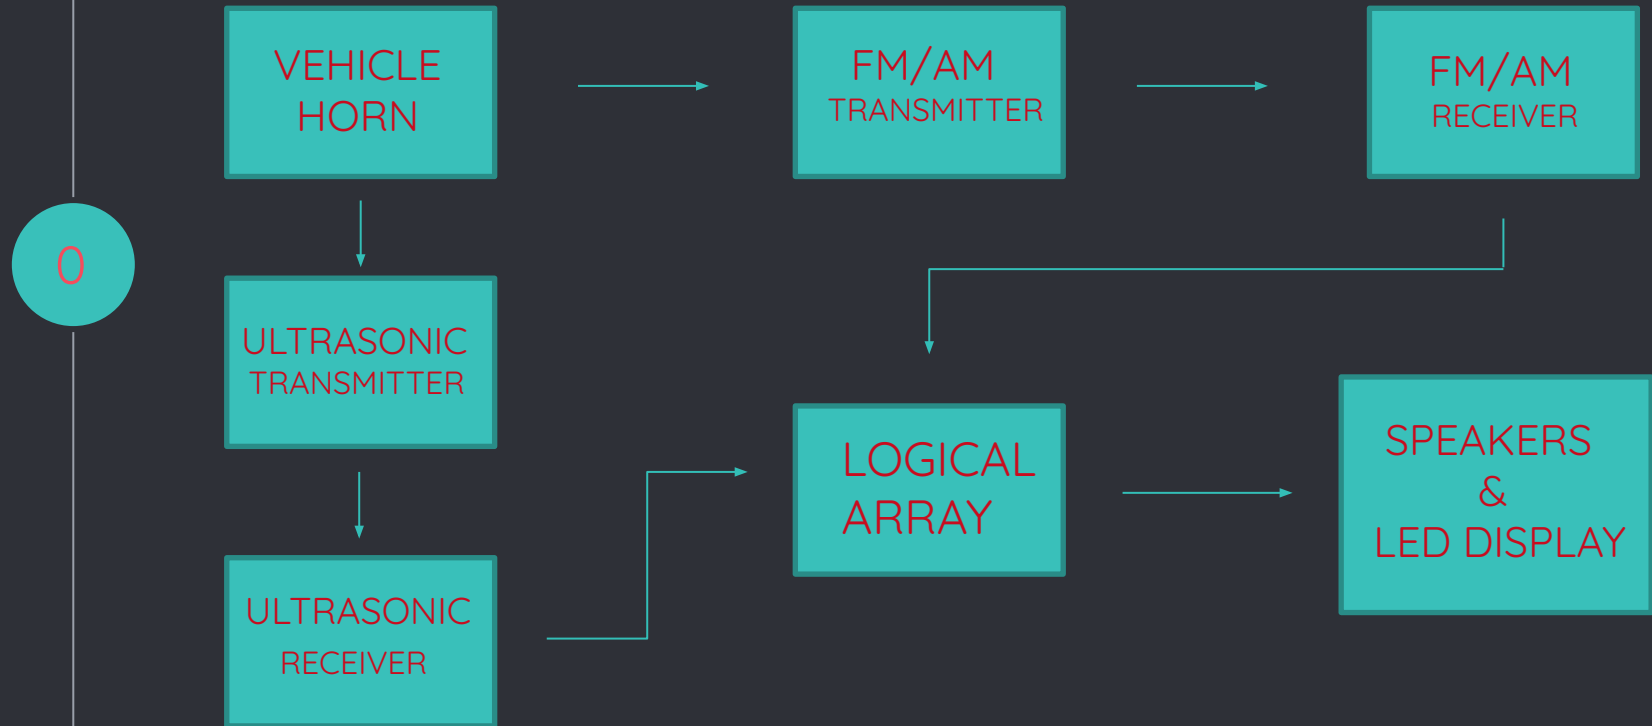 VEHICLE
HORN
FM/AM
TRANSMITTER
FM/AM
RECEIVER
0
ULTRASONIC
TRANSMITTER
LOGICAL
ARRAY
SPEAKERS
&
LED DISPLAY
ULTRASONIC
RECEIVER